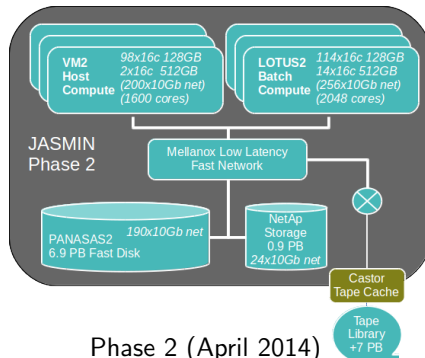 VM2 98x16c 128GB
Host 2x16c 512GB
Compute (200x10Gb net)
(1600 cores)
LOTUS2 114x16c 128GB
Batch 14x16c 512GB
Compute (256x10Gb net)
(2048 cores)
JASMIN
Phase 2
Mellanox Low Latency
Fast Network
190x10Gb net
PANASAS2
6.9 PB Fast Disk
NetAp
Storage
0.9 PB
24x10Gb net
Castor
Tape Cache
Tape
Library
+7 PB
Phase 2 (April 2014)